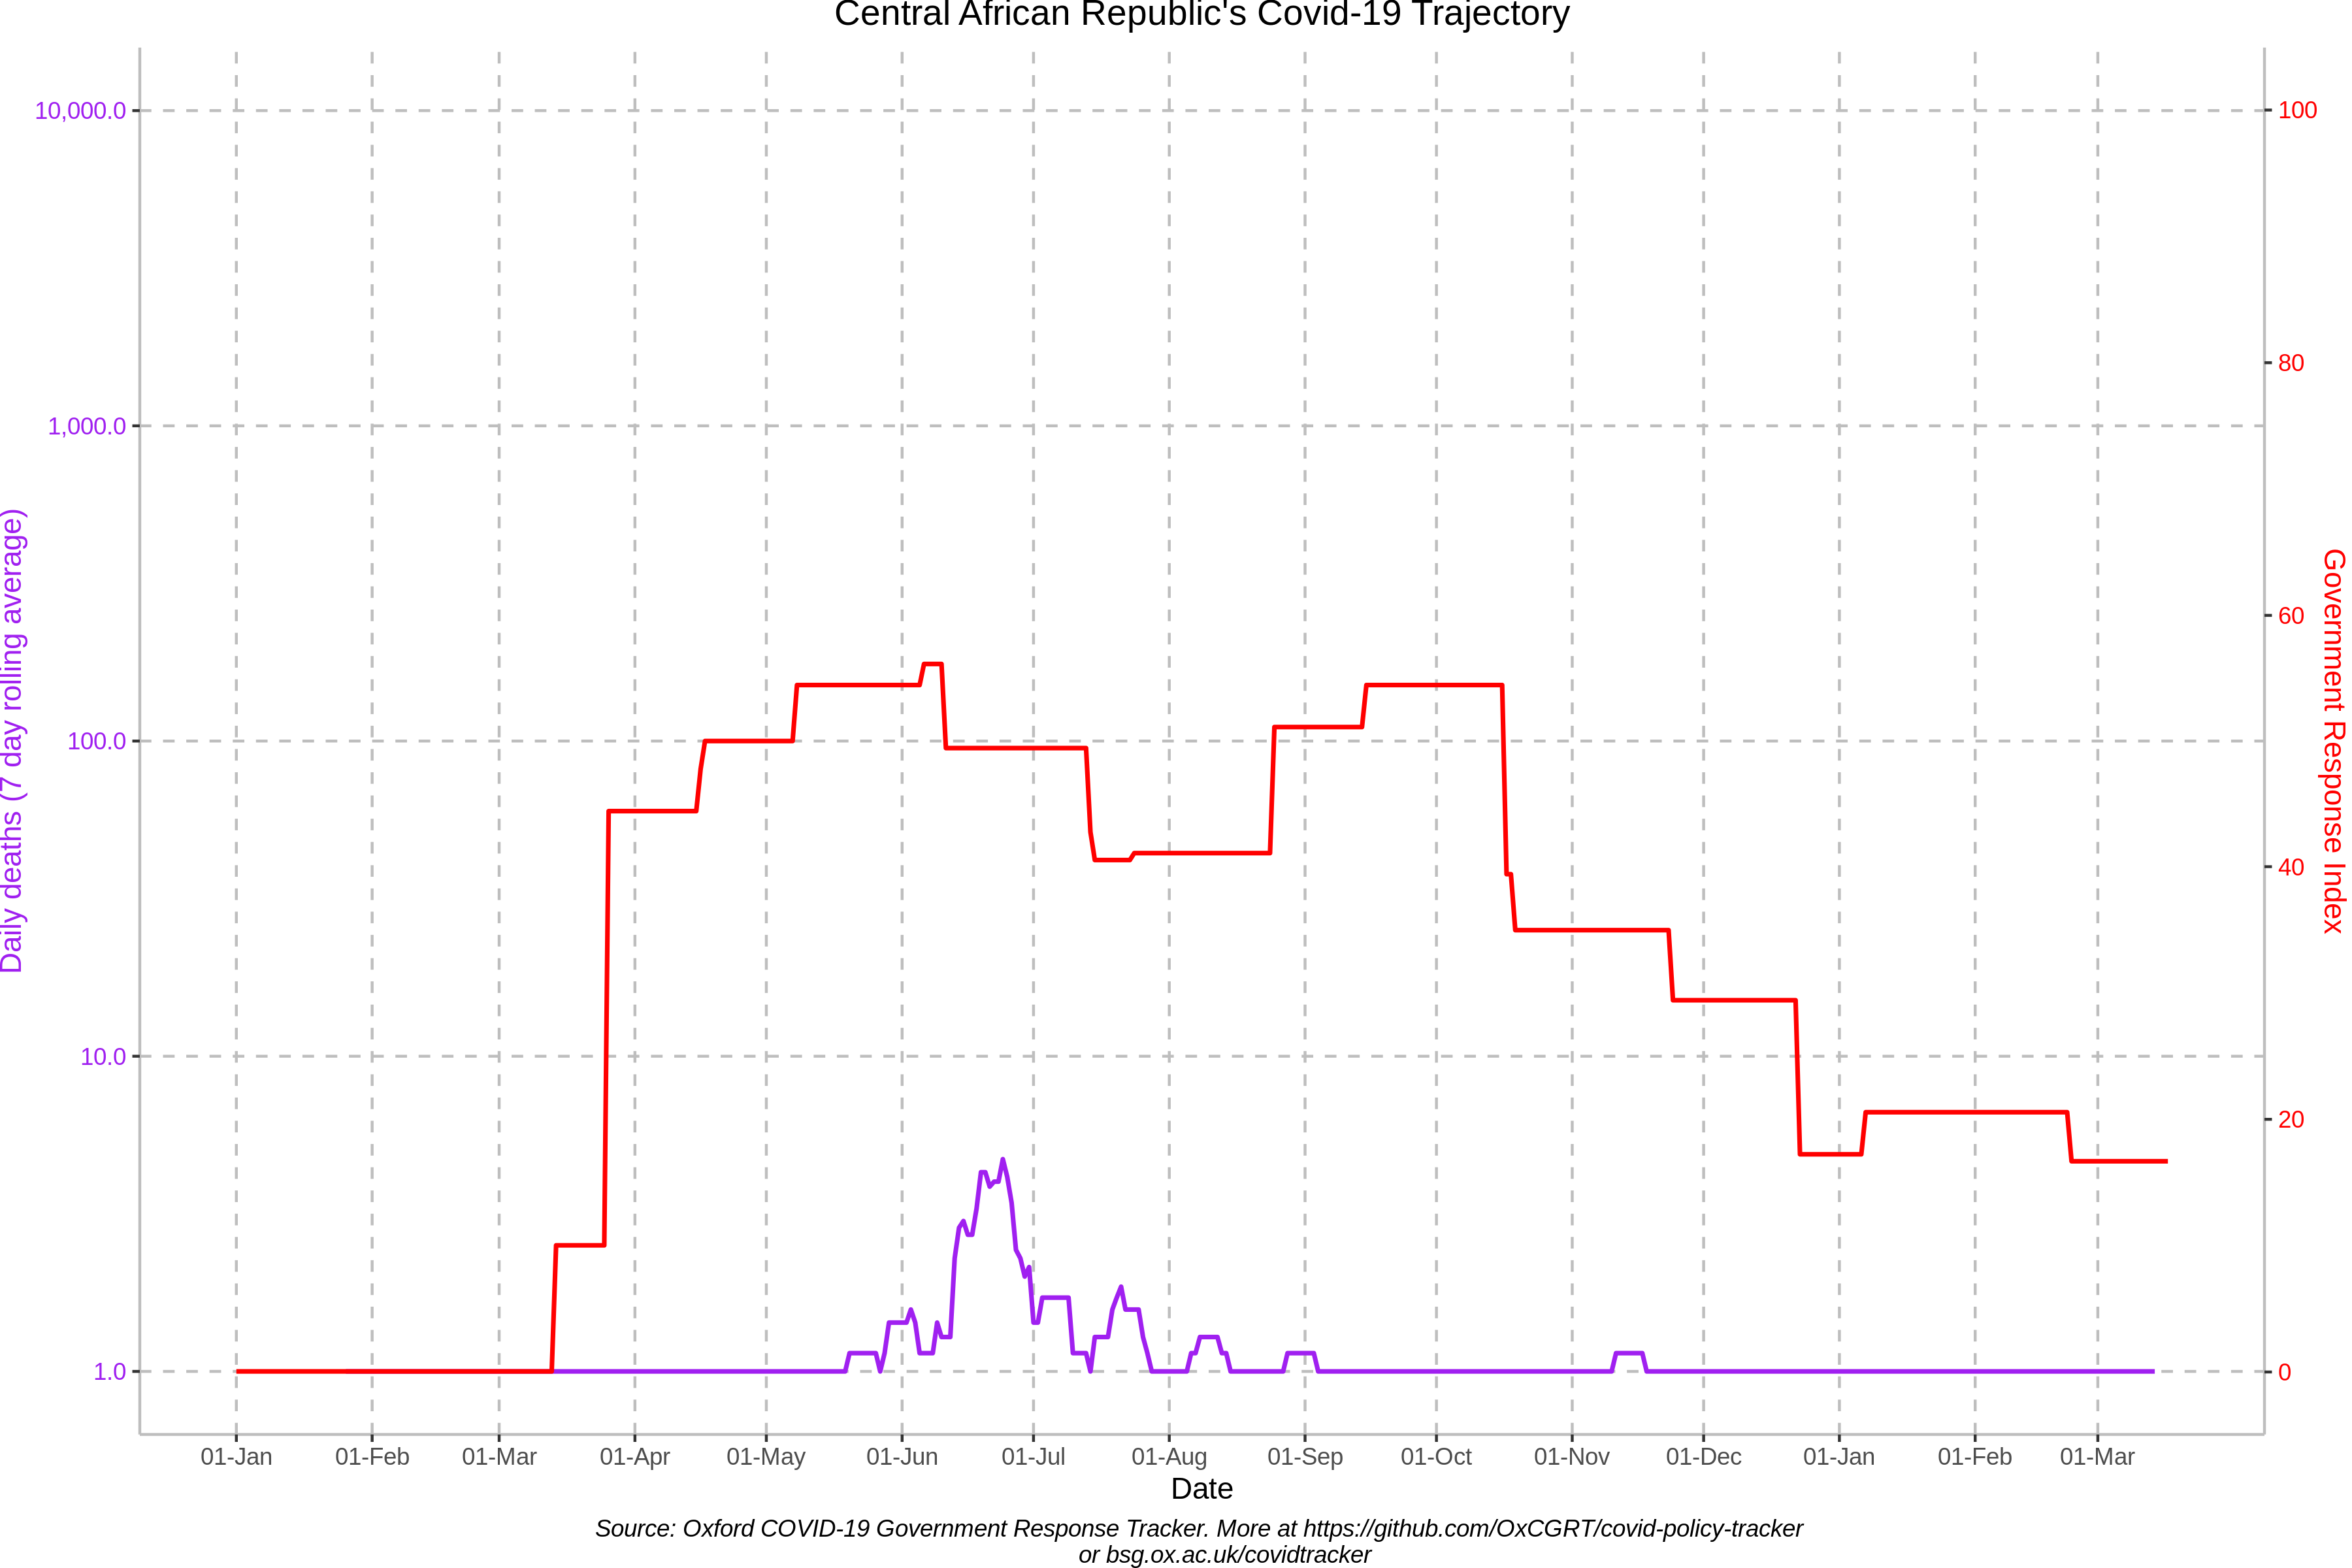 Central African Republic's Covid-19 Trajectory
10,000.0
1,000.0
100.0
10.0
1.0
Daily deaths (7 day rolling average)
100
80
60
40
20
0
Government Response Index
01-Jan 01-Feb 01-Mar 01-Apr 01-May 01-Jun 01-Jul 01-Aug 01-Sep 01-Oct 01-Nov 01-Dec 01-Jan 01-Feb 01-Mar
Date
Source: Oxford COVID-19 Government Response Tracker. More at https://github.com/OxCGRT/covid-policy-tracker
or bsg.ox.ac.uk/covidtracker